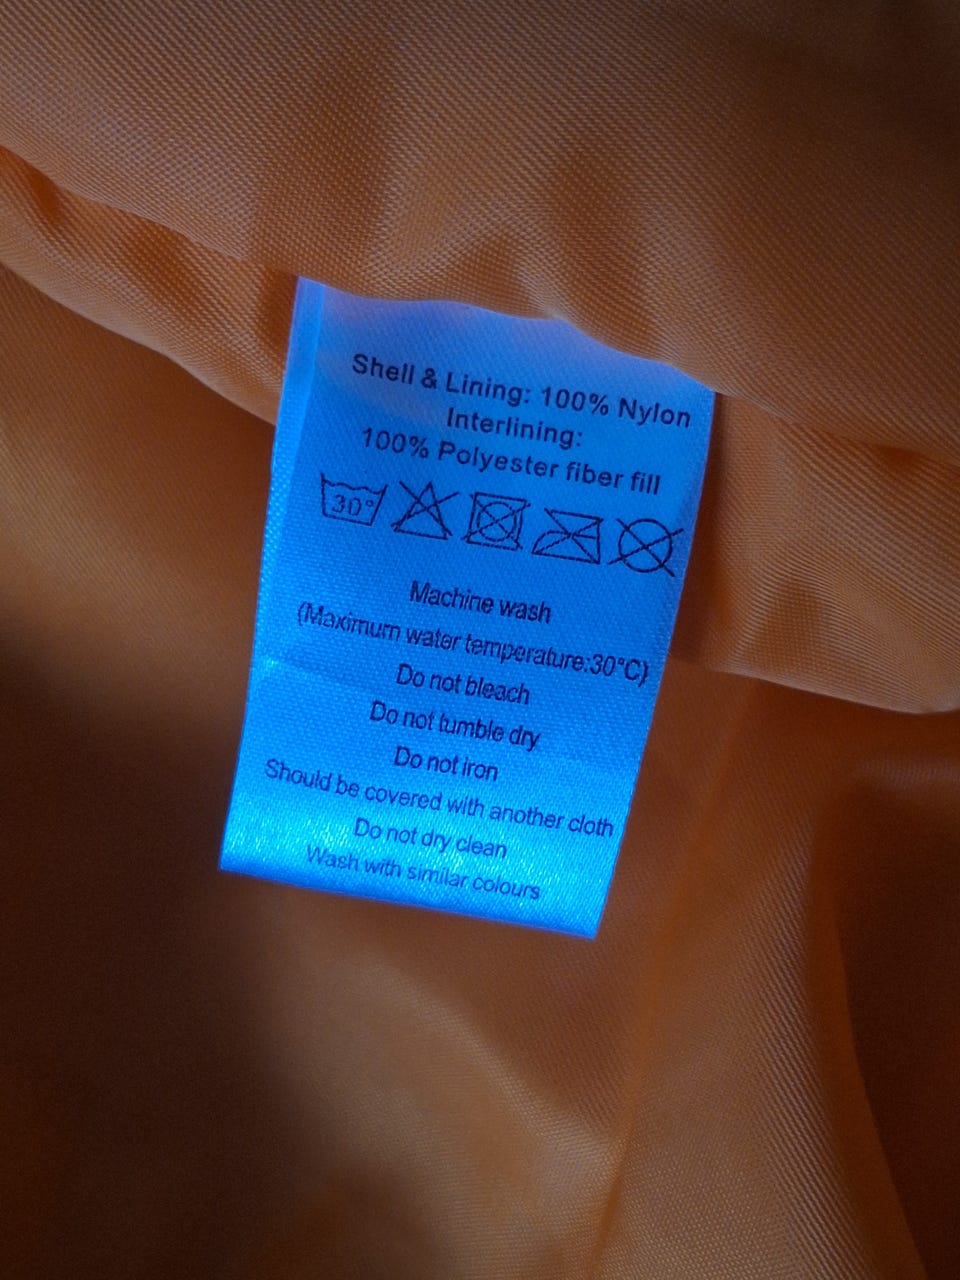 Shell & Lining: 100% Nylon
Interlining:
100% Polyester fiber fill
30°
Machine wash
(Maximum water temperature:30°C)
Do not bleach
Do not tumble dry
Do not iron
Should be covered with another cloth
Do not dry clean
Wash with similar colours